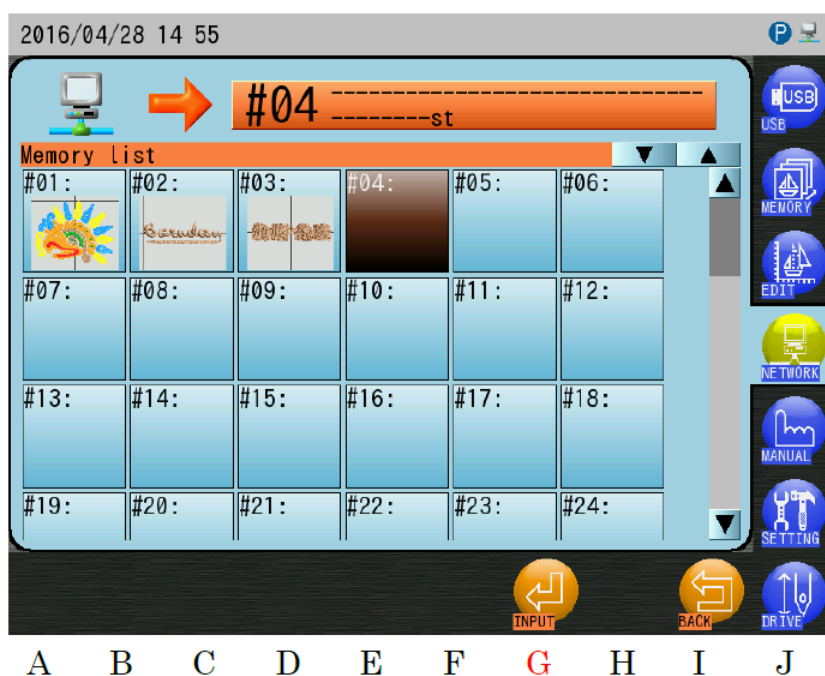 2016/04/28 14 55
P
#04 ----------------------------------
--------st
USB
USB
Memory list
#01: #02: #03: #04: #05: #06:
Barudan
MEMORY
#07: #08: #09: #10: #11: #12:
EDIT
NETWORK
#13: #14: #15: #16: #17: #18:
MANUAL
#19: #20: #21: #22: #23: #24:
SETTING
INPUT BACK DRIVE
A B C D E F G H I J